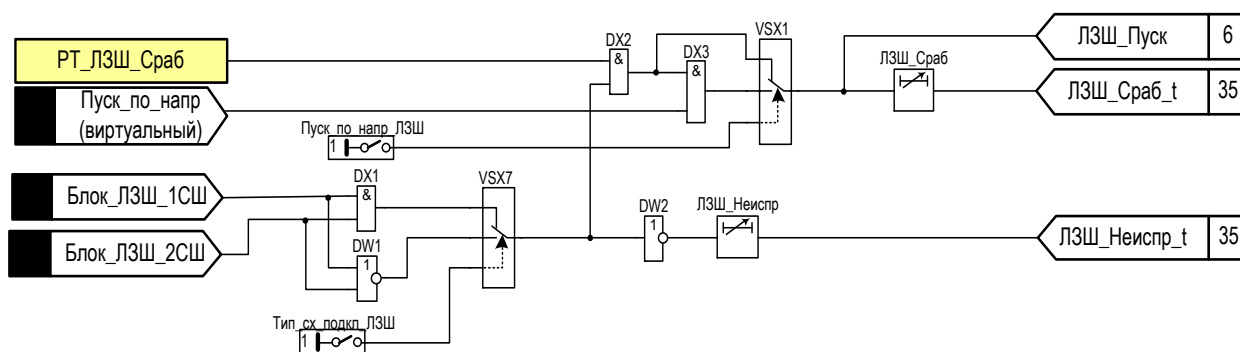 VSX1
ЛЗШ_Пуск 6
DX2
РТ_ЛЗШ_Сраб
&
DX3
&
ЛЗШ_Сраб
ЛЗШ_Сраб_t 35
Пуск_по_напр
(виртуальный)
Пуск_по_напр_ЛЗШ
1
Блок_ЛЗШ_1СШ
DX1
&
VSX7
DW2
1
ЛЗШ_Неиспр
ЛЗШ_Неиспр_t 35
Блок_ЛЗШ_2СШ
DW1
1
Тип_сх_подкл_ЛЗШ
1